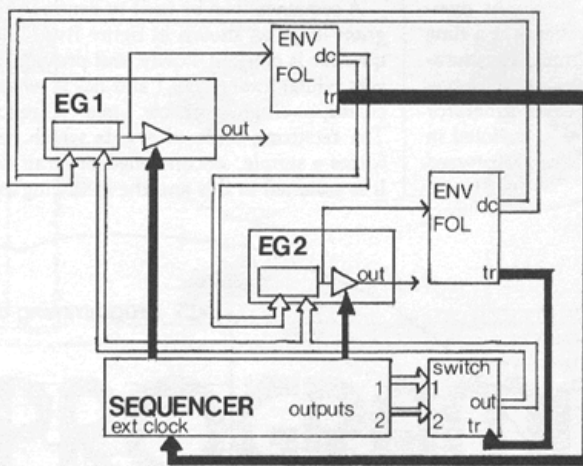 ENV
FOL
dc
tr
EG1
out
ENV
FOL
dc
tr
EG2
out
SEQUENCER
ext clock
outputs
1
2
switch
1
2
out
tr